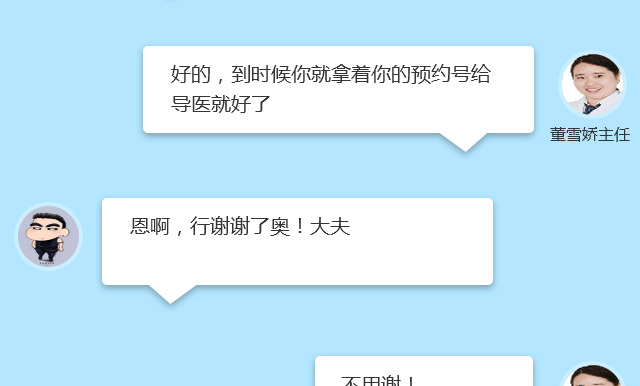 好的，到时候你就拿着你的预约号给
导医就好了
董雪娇主任
恩啊，行谢谢了奥！大夫
不用谢！